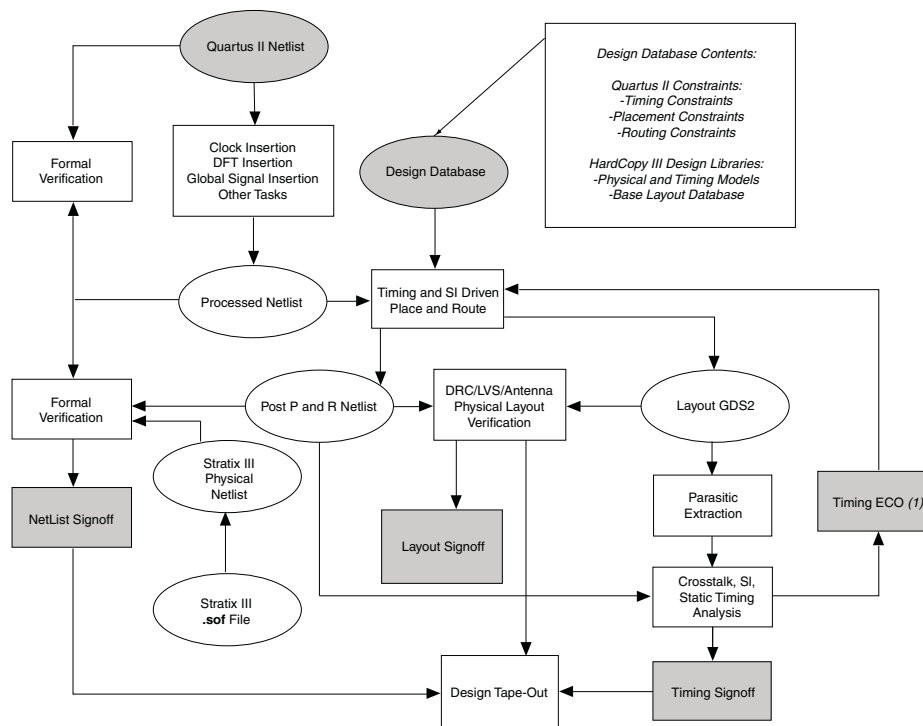 Quartus II Netlist
Design Database Contents:
Quartus II Constraints:
-Timing Constraints
-Placement Constraints
-Routing Constraints
HardCopy III Design Libraries:
-Physical and Timing Models
-Base Layout Database
Formal
Verification
Clock Insertion
DFT Insertion
Global Signal Insertion
Other Tasks
Design Database
Processed Netlist
Timing and SI Driven
Place and Route
Formal
Verification
Post P and R Netlist
DRC/LVS/Antenna
Physical Layout
Verification
Layout GDS2
Stratix III
Physical
Netlist
NetList Signoff
Layout Signoff
Parasitic
Extraction
Timing ECO (1)
Stratix III
.sof File
Crosstalk, SI,
Static Timing
Analysis
Design Tape-Out
Timing Signoff